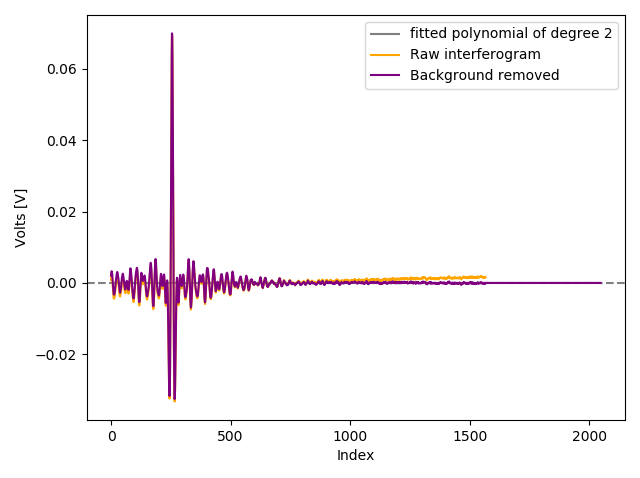 fitted polynomial of degree 2
Raw interferogram
Background removed
0.06
0.04
0.02
0.00
−0.02
Volts [V]
0 500 1000 1500 2000
Index